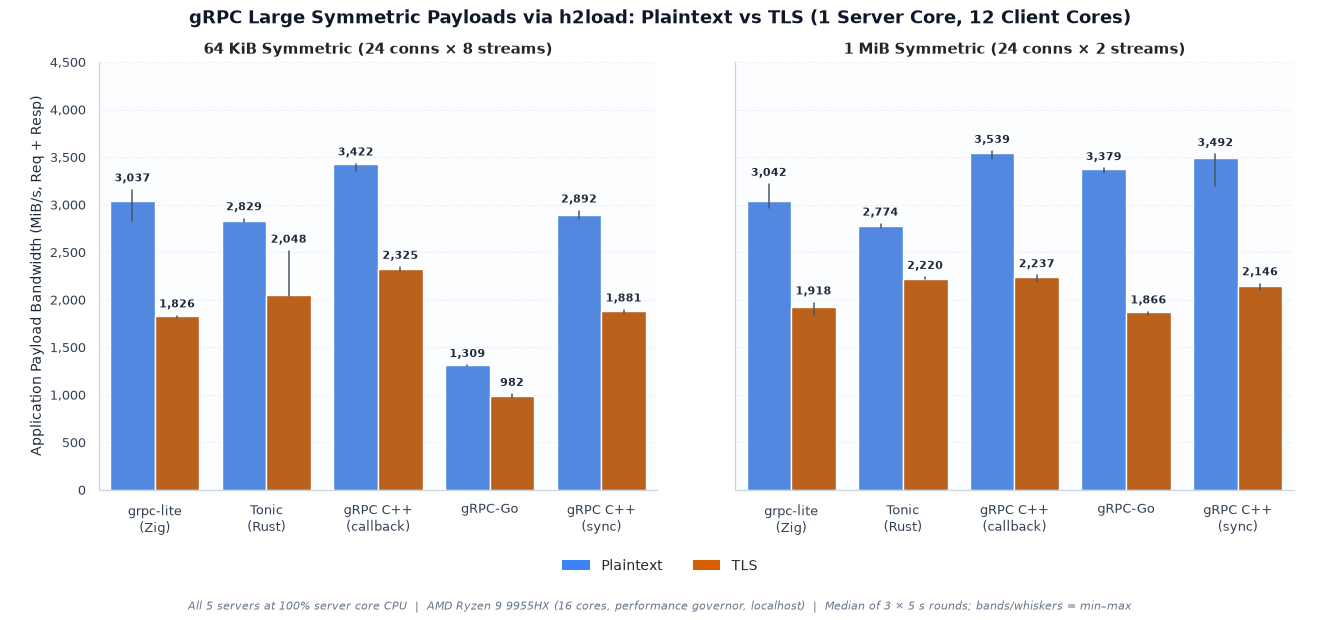 gRPC Large Symmetric Payloads via h2load: Plaintext vs TLS (1 Server Core, 12 Client Cores)
64 KiB Symmetric (24 conns × 8 streams)
Application Payload Bandwidth (MiB/s, Req + Resp)
4,500
4,000
3,500
3,000
2,500
2,000
1,500
1,000
500
0
3,037
1,826
2,829
2,048
3,422
2,325
1,309
982
2,892
1,881
grpc-lite
(Zig)
Tonic
(Rust)
gRPC C++
(callback)
gRPC-Go
gRPC C++
(sync)
1 MiB Symmetric (24 conns × 2 streams)
3,042
1,918
2,774
2,220
3,539
2,237
3,379
1,866
3,492
2,146
grpc-lite
(Zig)
Tonic
(Rust)
gRPC C++
(callback)
gRPC-Go
gRPC C++
(sync)
Plaintext
TLS
All 5 servers at 100% server core CPU | AMD Ryzen 9 9955HX (16 cores, performance governor, localhost) | Median of 3 × 5 s rounds; bands/whiskers = min–max